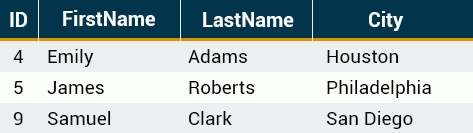 ID FirstName LastName City
4 Emily Adams Houston
5 James Roberts Philadelphia
9 Samuel Clark San Diego